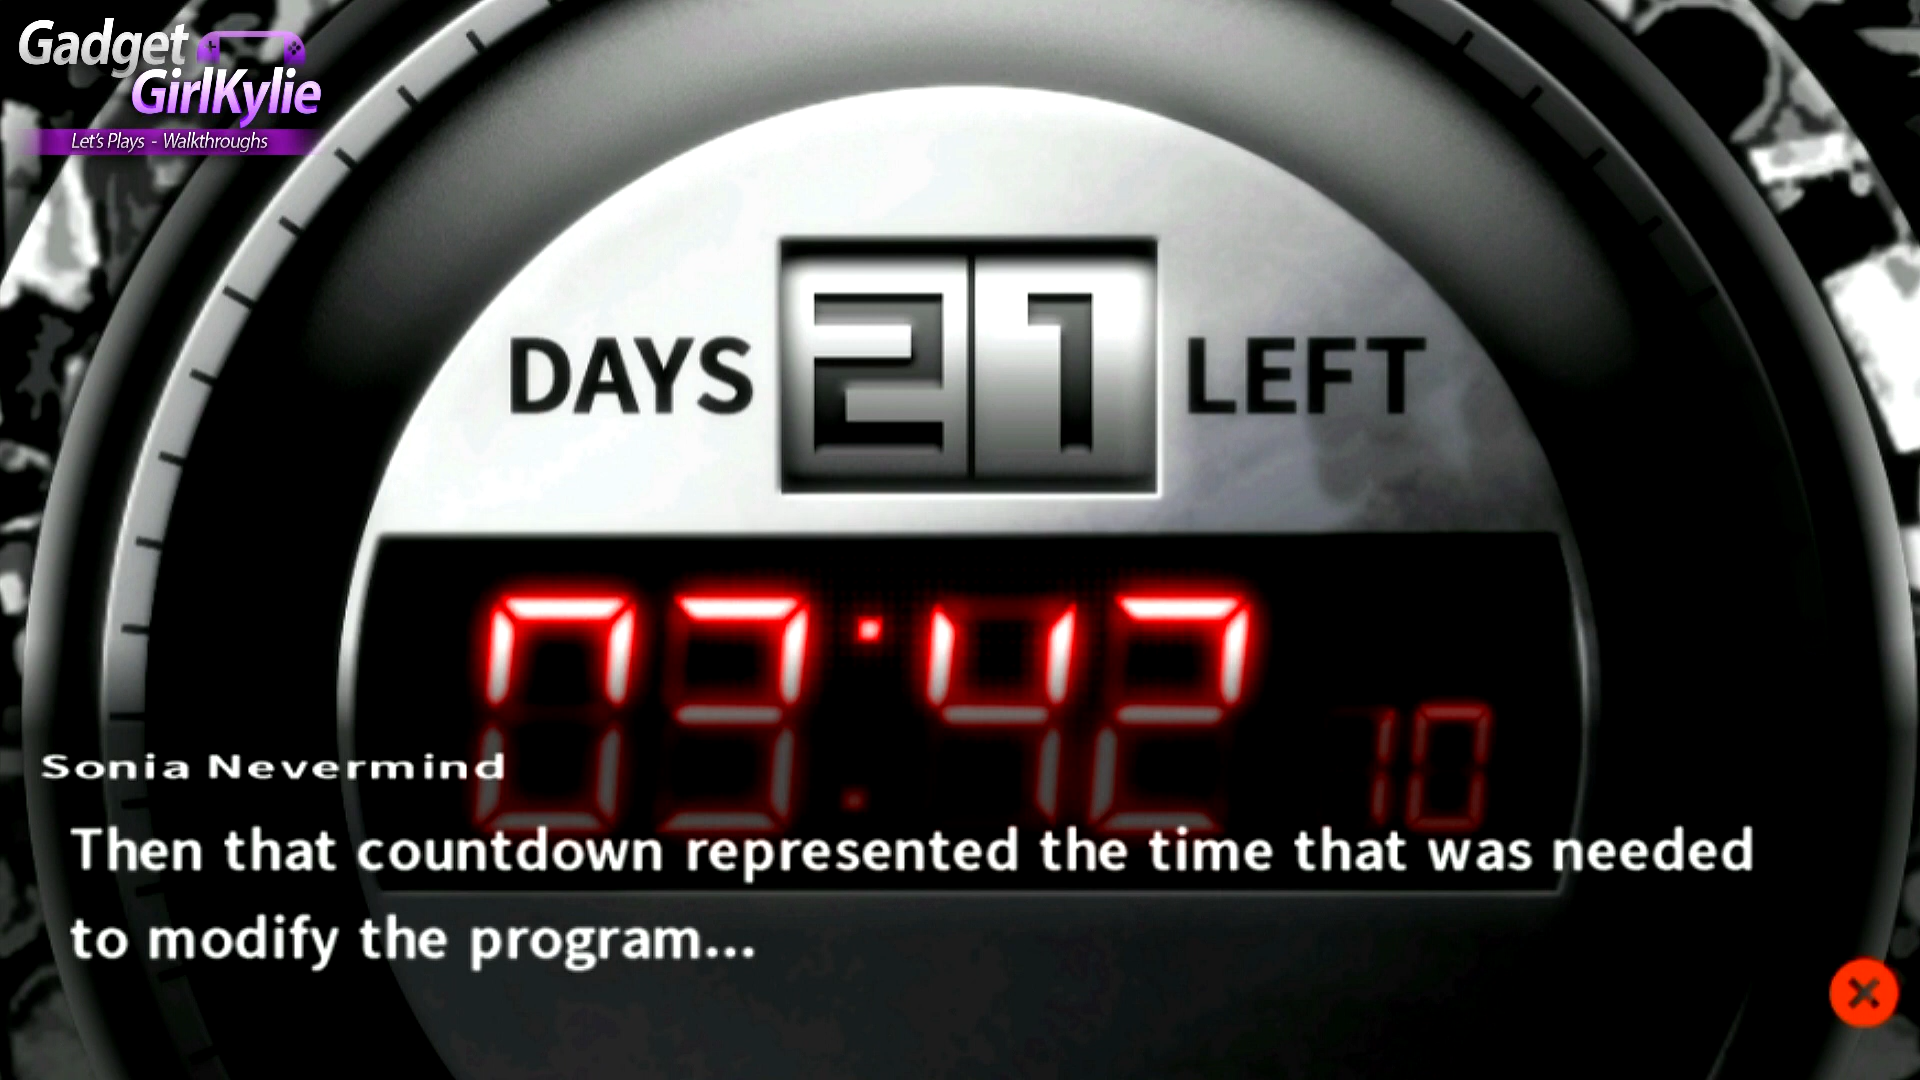 Gadget
GirlKylie
Let's Plays - Walkthroughs
DAYS 21 LEFT
03:42 10
Sonia Nevermind
Then that countdown represented the time that was needed
to modify the program...